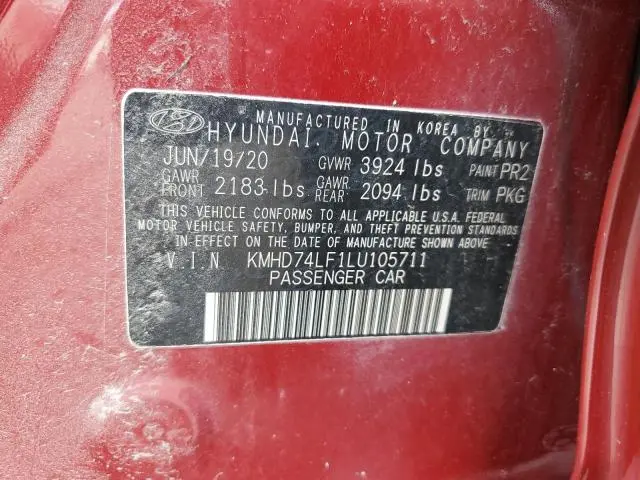 MANUFACTURED IN KOREA BY
HYUNDAI MOTOR COMPANY
JUN/19/20 GVWR 3924 lbs PAINT PR2
GAWR FRONT 2183 lbs GAWR REAR: 2094 lbs TRIM PKG
THIS VEHICLE CONFORMS TO ALL APPLICABLE U.S.A. FEDERAL
MOTOR VEHICLE SAFETY, BUMPER, AND THEFT PREVENTION STANDARDS
IN EFFECT ON THE DATE OF MANUFACTURE SHOWN ABOVE.
V I N KMHD74LF1LU105711
PASSENGER CAR